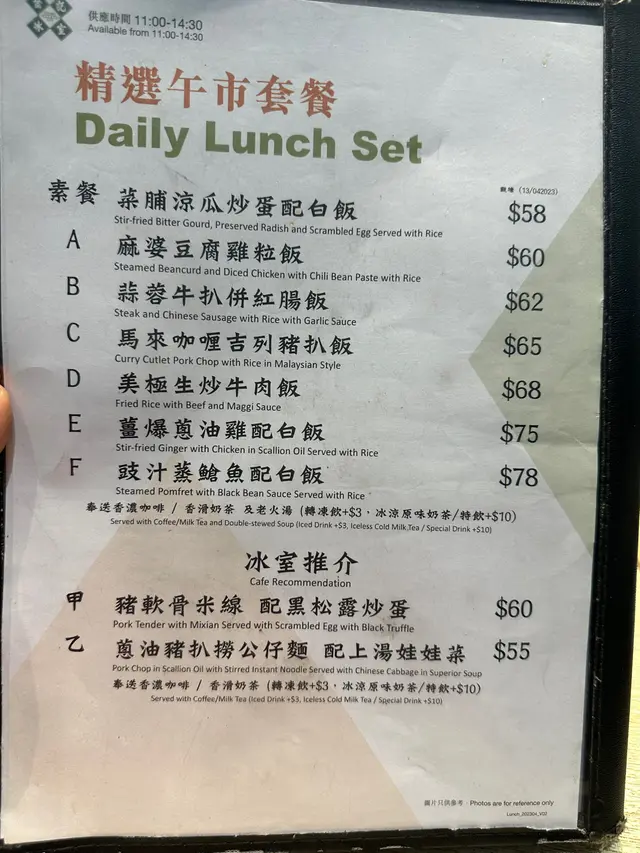 冰室
供應時間 11:00-14:30
Available from 11:00-14:30
精選午市套餐
Daily Lunch Set
(13/042023)
素餐 菜脯涼瓜炒蛋配白飯 $58
Stir-fried Bitter Gourd, Preserved Radish and Scrambled Egg Served with Rice
A 麻婆豆腐雞粒飯 $60
Steamed Beancurd and Diced Chicken with Chili Bean Paste with Rice
B 蒜蓉牛扒併紅腸飯 $62
Steak and Chinese Sausage with Rice with Garlic Sauce
C 馬來咖喱吉列豬扒飯 $65
Curry Cutlet Pork Chop with Rice in Malaysian Style
D 美極生炒牛肉飯 $68
Fried Rice with Beef and Maggi Sauce
E 薑爆蔥油雞配白飯 $75
Stir-fried Ginger with Chicken in Scallion Oil Served with Rice
F 豉汁蒸鯧魚配白飯 $78
Steamed Pomfret with Black Bean Sauce Served with Rice
奉送香濃咖啡 / 香滑奶茶 及老火湯 (轉凍飲+$3，冰涼原味奶茶/特飲+$10)
Served with Coffee/Milk Tea and Double-stewed Soup (Iced Drink +$3, Iceless Cold Milk Tea / Special Drink +$10)
冰室推介
Cafe Recommendation
甲 豬軟骨米線 配黑松露炒蛋 $60
Pork Tender with Mixian Served with Scrambled Egg with Black Truffle
乙 蔥油豬扒撈公仔麵 配上湯娃娃菜 $55
Pork Chop in Scallion Oil with Stirred Instant Noodle Served with Chinese Cabbage in Superior Soup
奉送香濃咖啡 / 香滑奶茶 (轉凍飲+$3，冰涼原味奶茶/特飲+$10)
Served with Coffee/Milk Tea (Iced Drink +$3, Iceless Cold Milk Tea / Special Drink +$10)
圖片只供參考 Photos are for reference only
Lunch_202304_V02